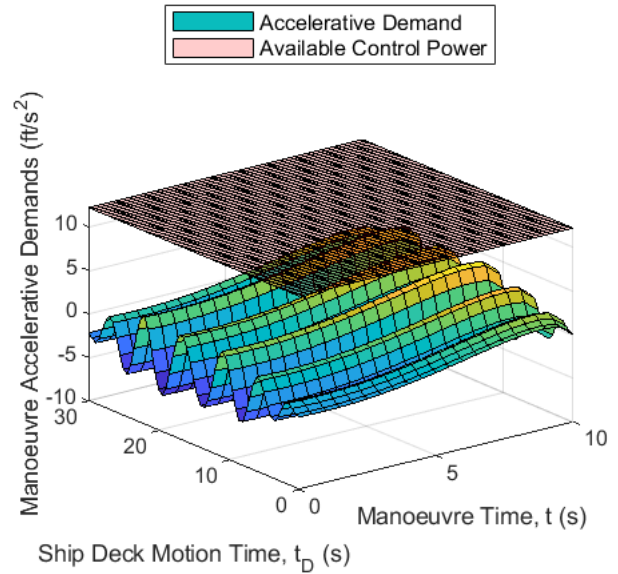 Accelerative Demand
Available Control Power
Manoeuvre Accelerative Demands (ft/s²)
10
5
0
-5
-10
30
20
10
0
0
5
10
Ship Deck Motion Time, t_D (s)
Manoeuvre Time, t (s)